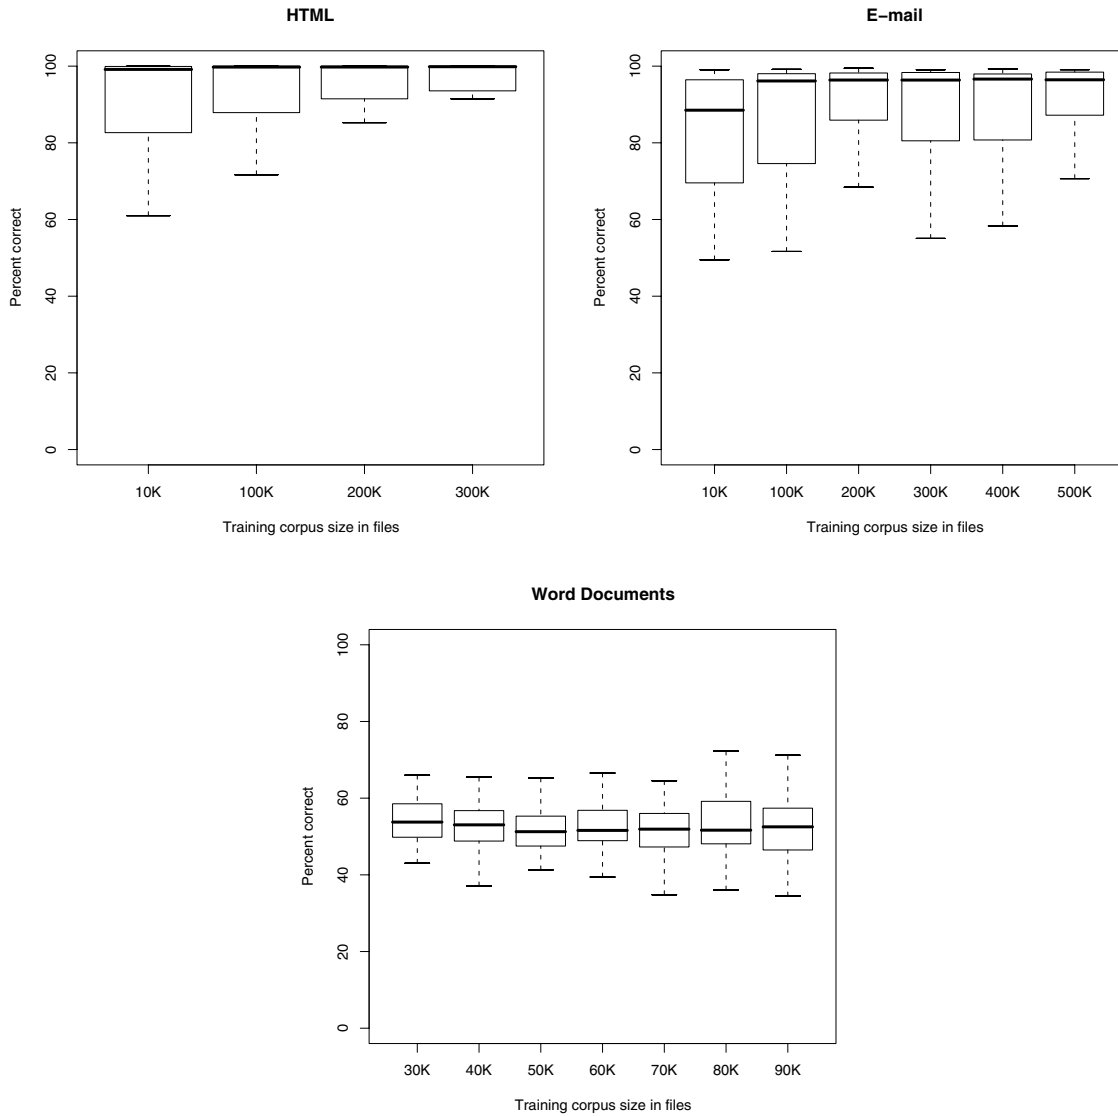 HTML
Percent correct
100
80
60
40
20
0
10K 100K 200K 300K
Training corpus size in files
E−mail
Percent correct
100
80
60
40
20
0
10K 100K 200K 300K 400K 500K
Training corpus size in files
Word Documents
Percent correct
100
80
60
40
20
0
30K 40K 50K 60K 70K 80K 90K
Training corpus size in files